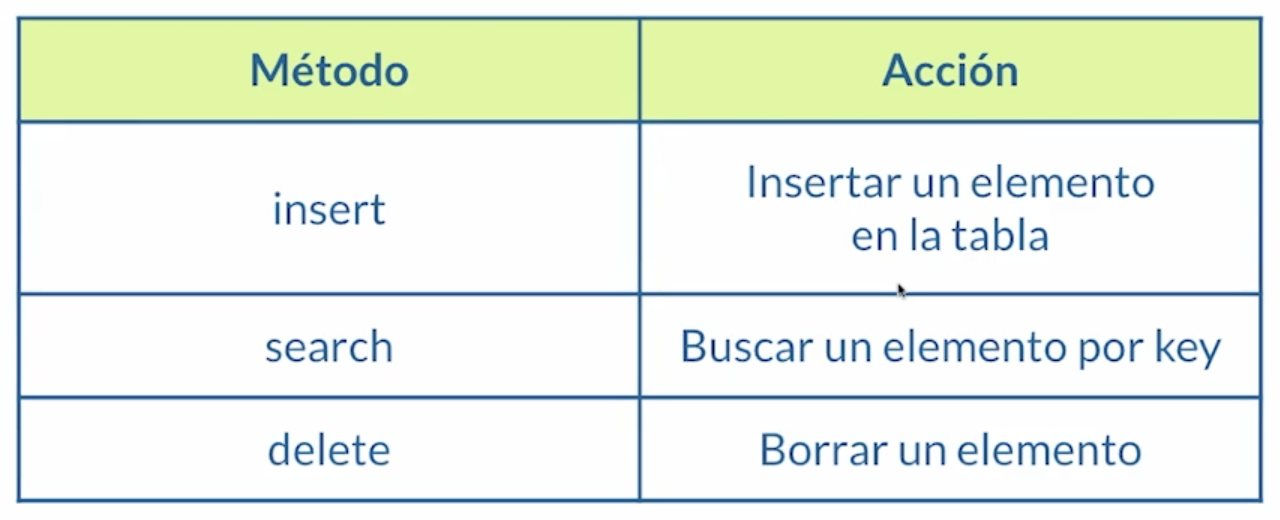 Método
Acción
insert
Insertar un elemento
en la tabla
search
Buscar un elemento por key
delete
Borrar un elemento